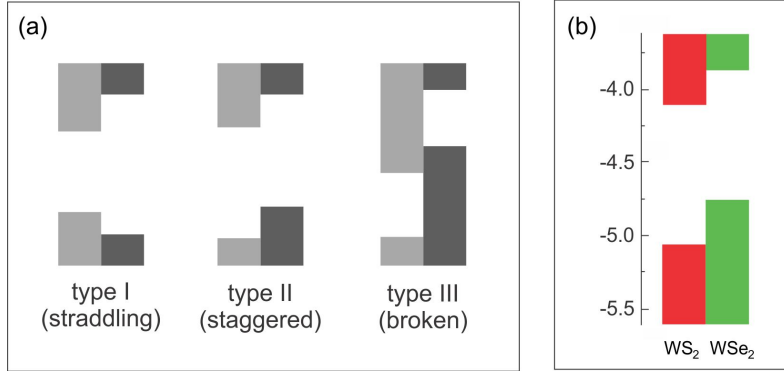 (a)
type I
(straddling)
type II
(staggered)
type III
(broken)
(b)
-4.0
-4.5
-5.0
-5.5
WS₂ WSe₂